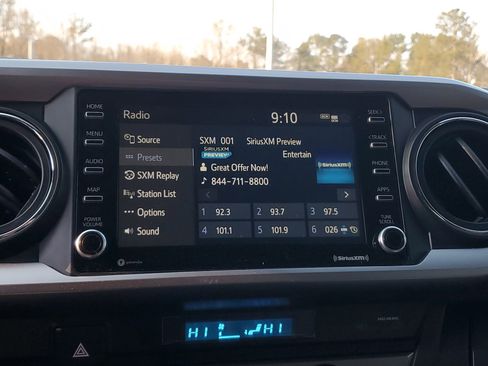 HOME
MENU
AUDIO
MAP
POWER
VOLUME
Radio
9:10
Source
Presets
SXM Replay
Station List
Options
Sound
SXM 001 SiriusXM Preview
SIRIUSXM
PREVIEW
Entertain
Great Offer Now!
844-711-8800
SiriusXM
1 92.3
2 93.7
3 97.5
4 101.1
5 101.9
6 026
SEEK>
<TRACK
PHONE
APPS
TUNE
SCROLL
SiriusXM
HI HI